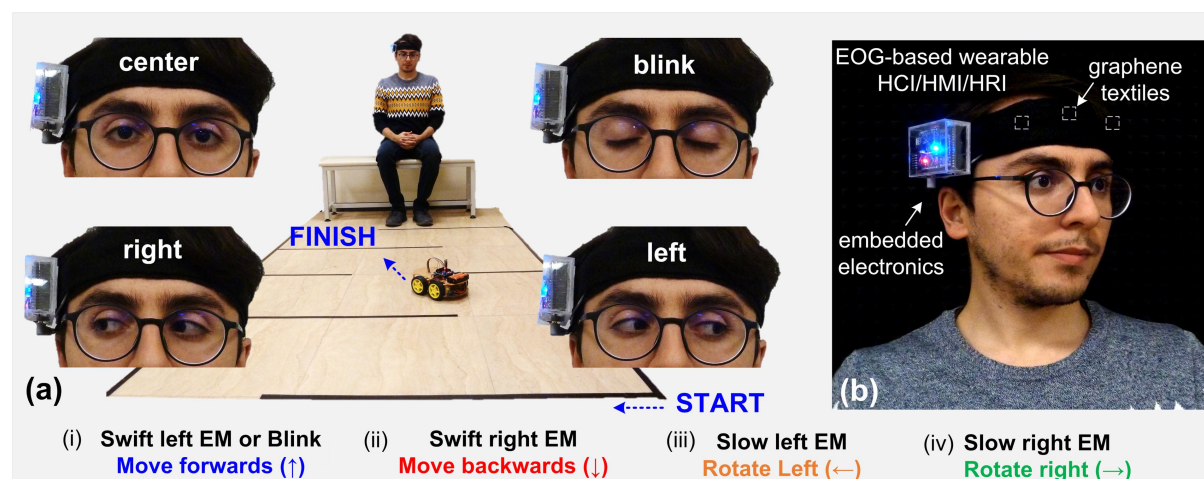 center
blink
right
left
FINISH
START
(a)
EOG-based wearable
HCI/HMI/HRI
graphene
textiles
embedded
electronics
(b)
(i) Swift left EM or Blink
Move forwards (↑)
(ii) Swift right EM
Move backwards (↓)
(iii) Slow left EM
Rotate Left (←)
(iv) Slow right EM
Rotate right (→)